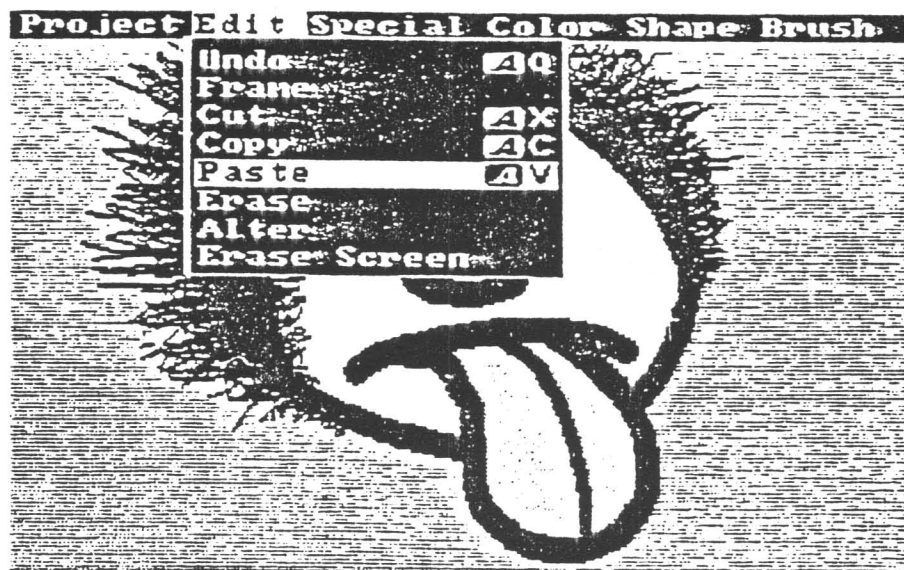 Project Edit Special Color Shape Brush
Undo A Q
Frame
Cut A X
Copy A C
Paste A V
Erase
Alter
Erase Screen